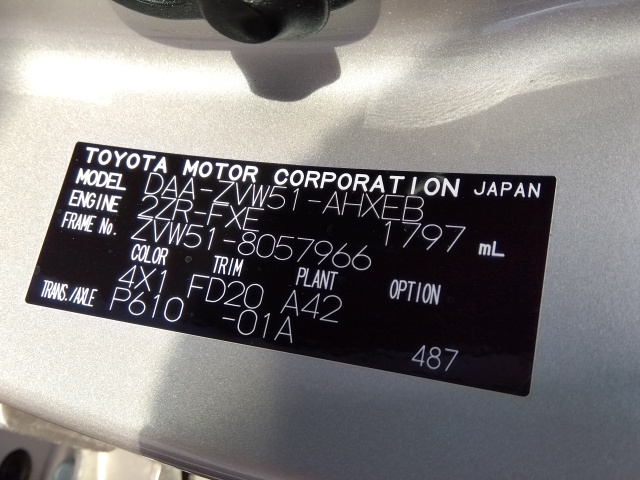 TOYOTA MOTOR CORPORATION JAPAN
MODEL DAA-ZVW51-AHXEB
ENGINE 2ZR-FXE 1797 mL
FRAME No. ZVW51-8057966
COLOR TRIM PLANT OPTION
4X1 FD20 A42
TRANS./AXLE P610 -01A
487